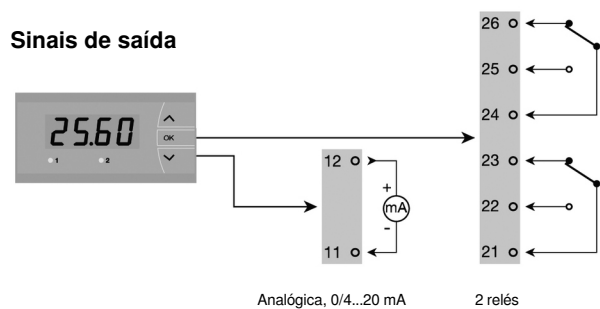 Sinais de saída
25.60
OK
1 2
12
+
mA
-
11
26
25
24
23
22
21
Analógica, 0/4...20 mA
2 relés